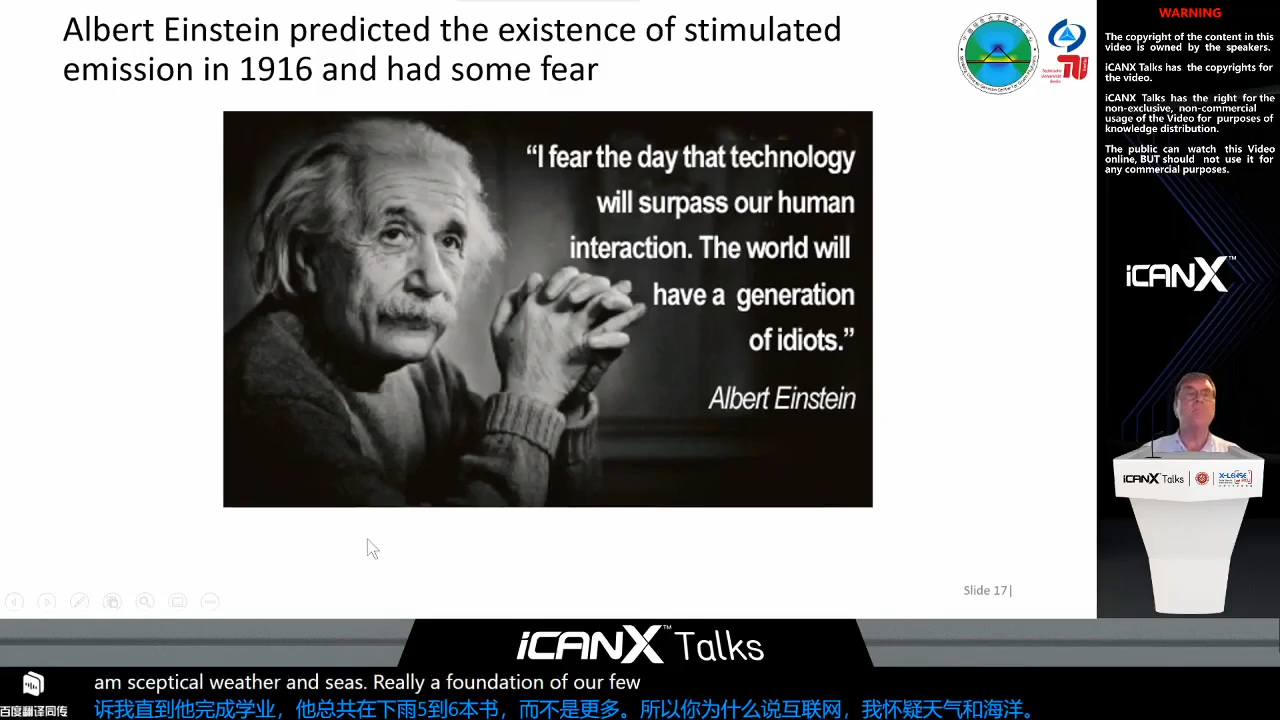 Albert Einstein predicted the existence of stimulated
emission in 1916 and had some fear
“I fear the day that technology
will surpass our human
interaction. The world will
have a generation
of idiots.”
Albert Einstein
Slide 17|
WARNING
The copyright of the content in this
video is owned by the speakers.
iCANX Talks has the copyrights for
the video.
iCANX Talks has the right for the
non-exclusive, non-commercial
usage of the Video for purposes of
knowledge distribution.
The public can watch this Video
online, BUT should not use it for
any commercial purposes.
iCANX™
iCANX Talks
iCANX™ Talks
am sceptical weather and seas. Really a foundation of our few
百度翻译同传
诉我直到他完成学业，他总共在下雨5到6本书，而不是更多。所以你为什么说互联网，我怀疑天气和海洋。